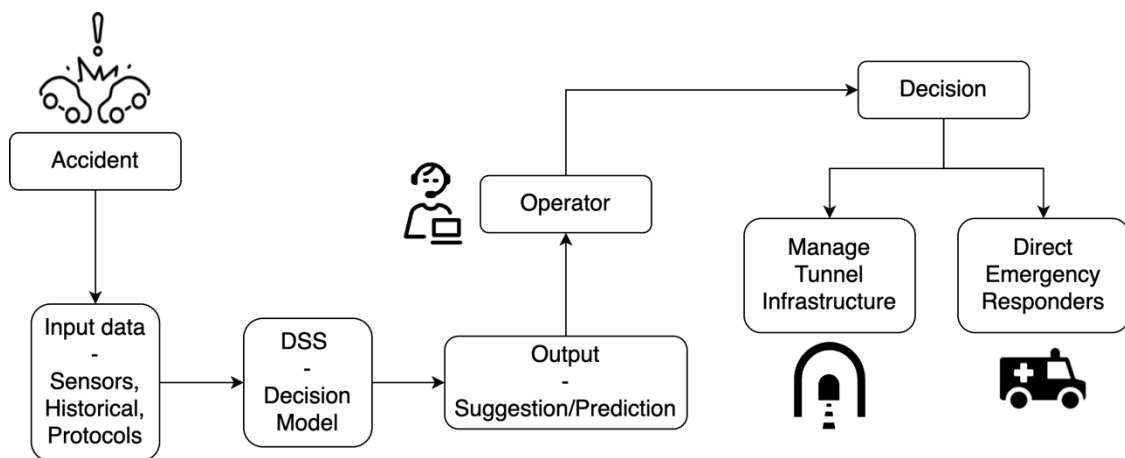 !
Accident
Input data
-
Sensors,
Historical,
Protocols
DSS
-
Decision
Model
Output
-
Suggestion/Prediction
Operator
Decision
Manage
Tunnel
Infrastructure
Direct
Emergency
Responders